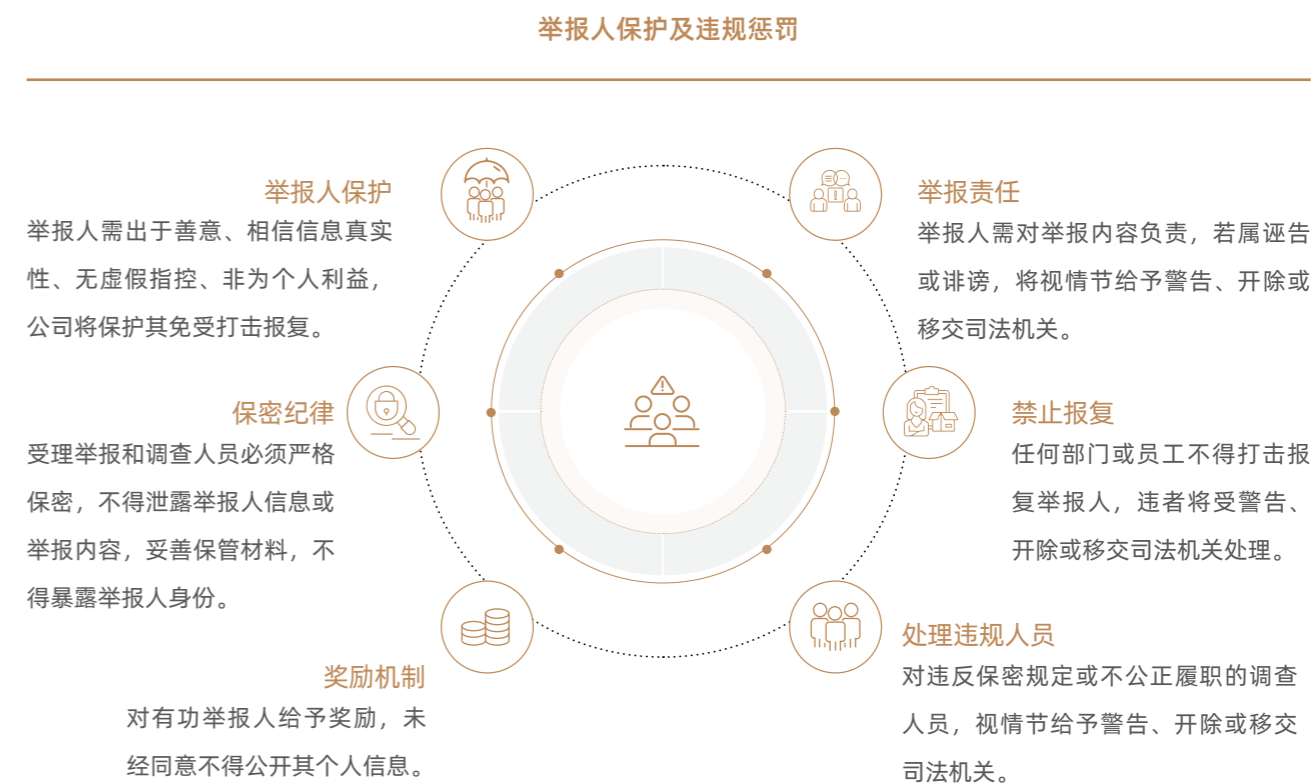 举报人保护及违规惩罚
举报人保护
举报人需出于善意、相信信息真实
性、无虚假指控、非为个人利益，
公司将保护其免受打击报复。
保密纪律
受理举报和调查人员必须严格
保密，不得泄露举报人信息或
举报内容，妥善保管材料，不
得暴露举报人身份。
奖励机制
对有功举报人给予奖励，未
经同意不得公开其个人信息。
举报责任
举报人需对举报内容负责，若属诬告
或诽谤，将视情节给予警告、开除或
移交司法机关。
禁止报复
任何部门或员工不得打击报
复举报人，违者将受警告、
开除或移交司法机关处理。
处理违规人员
对违反保密规定或不公正履职的调查
人员，视情节给予警告、开除或移交
司法机关。